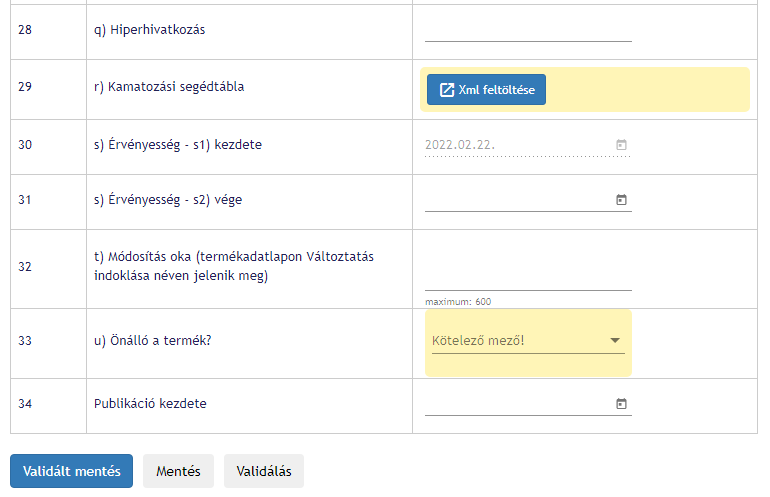 28 q) Hiperhivatkozás
29 r) Kamatozási segédtábla Xml feltöltése
30 s) Érvényesség - s1) kezdete 2022.02.22.
31 s) Érvényesség - s2) vége
32 t) Módosítás oka (termékadatlapon Változtatás
indoklása néven jelenik meg)
maximum: 600
33 u) Önálló a termék? Kötelező mező!
34 Publikáció kezdete
Validált mentés Mentés Validálás